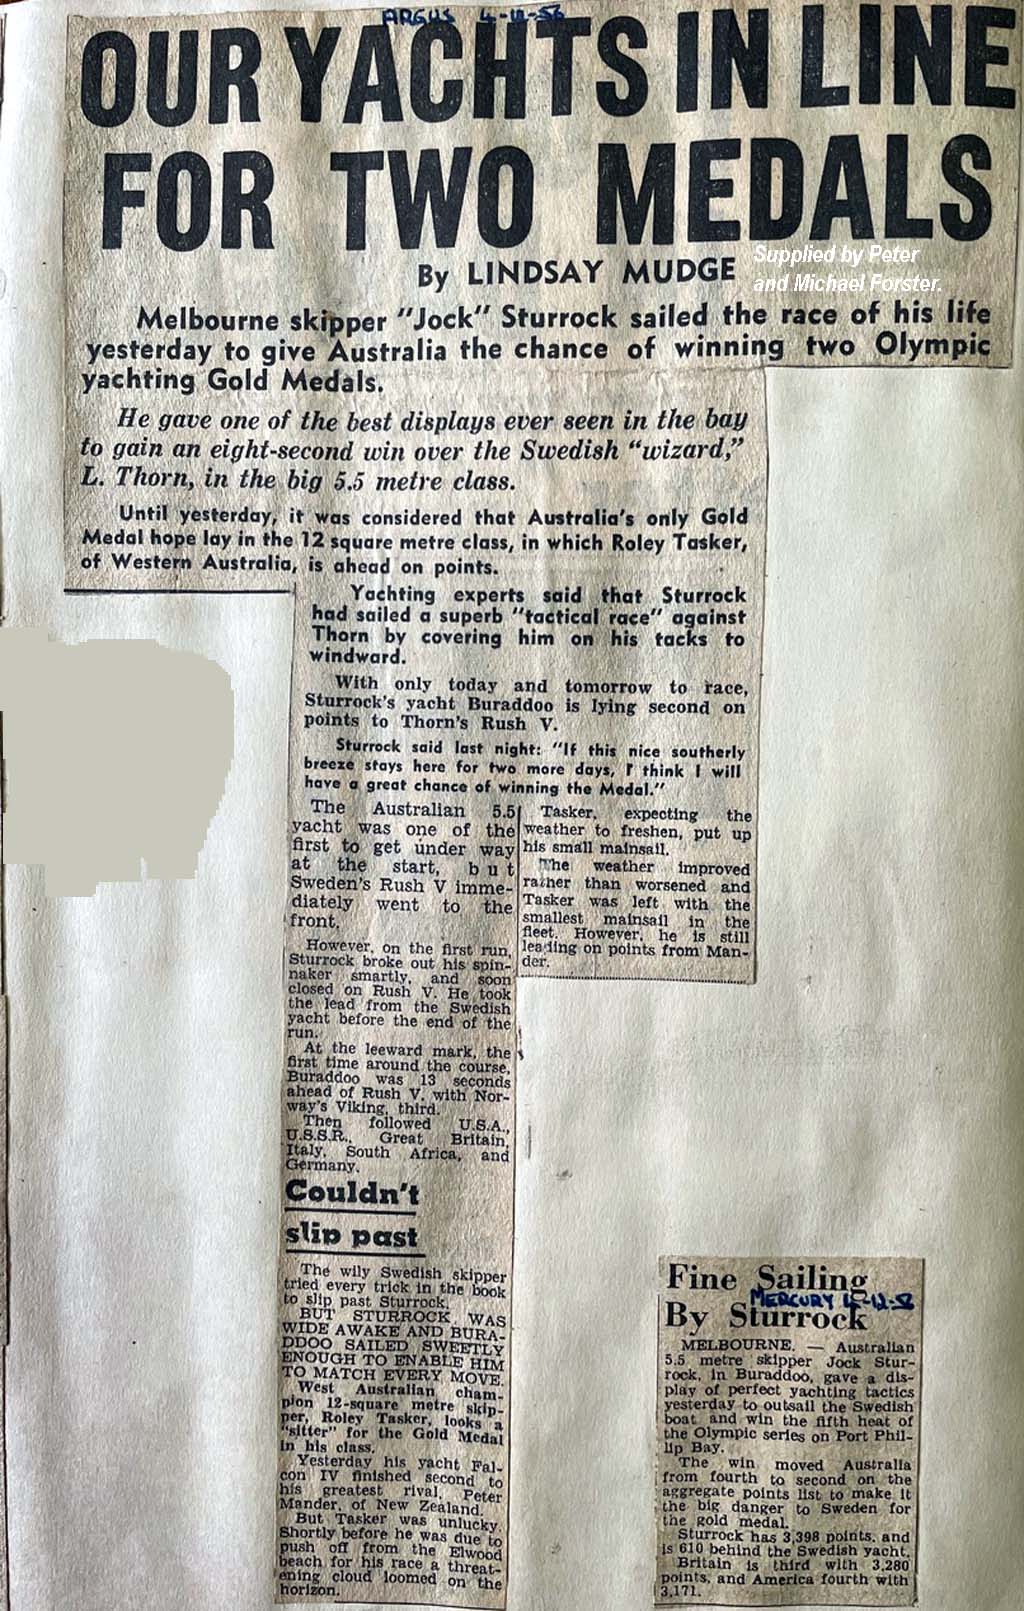 ARGUS 4-12-56
OUR YACHTS IN LINE
FOR TWO MEDALS
By LINDSAY MUDGE
Supplied by Peter
and Michael Forster.
Melbourne skipper "Jock" Sturrock sailed the race of his life
yesterday to give Australia the chance of winning two Olympic
yachting Gold Medals.
He gave one of the best displays ever seen in the bay
to gain an eight-second win over the Swedish "wizard,"
L. Thorn, in the big 5.5 metre class.
Until yesterday, it was considered that Australia's only Gold
Medal hope lay in the 12 square metre class, in which Roley Tasker,
of Western Australia, is ahead on points.
Yachting experts said that Sturrock
had sailed a superb "tactical race" against
Thorn by covering him on his tacks to
windward.
With only today and tomorrow to race,
Sturrock's yacht Buraddoo is lying second on
points to Thorn's Rush V.
Sturrock said last night: "If this nice southerly
breeze stays here for two more days, I think I will
have a great chance of winning the Medal."
The Australian 5.5
yacht was one of the
first to get under way
at the start, but
Sweden's Rush V imme-
diately went to the
front.
However, on the first run,
Sturrock broke out his spin-
naker smartly, and soon
closed on Rush V. He took
the lead from the Swedish
yacht before the end of the
run.
At the leeward mark, the
first time around the course,
Buraddoo was 13 seconds
ahead of Rush V, with Nor-
way's Viking, third.
Then followed U.S.A.,
U.S.S.R., Great Britain,
Italy, South Africa, and
Germany.
Couldn't
slip past
The wily Swedish skipper
tried every trick in the book
to slip past Sturrock.
BUT STURROCK WAS
WIDE AWAKE AND BURA-
DDOO SAILED SWEETLY
ENOUGH TO ENABLE HIM
TO MATCH EVERY MOVE.
West Australian cham-
pion 12-square metre skip-
per, Roley Tasker, looks a
"sitter" for the Gold Medal
in his class.
Yesterday his yacht Fal-
con IV finished second to
his greatest rival, Peter
Mander, of New Zealand.
But Tasker was unlucky.
Shortly before he was due to
push off from the Elwood
beach for his race a threat-
ening cloud loomed on the
horizon.
Tasker, expecting the
weather to freshen, put up
his small mainsail.
The weather improved
rather than worsened and
Tasker was left with the
smallest mainsail in the
fleet. However, he is still
leading on points from Man-
der.
Fine Sailing
MERCURY 4-12-56
By Sturrock
MELBOURNE. — Australian
5.5 metre skipper Jock Stur-
rock, in Buraddoo, gave a dis-
play of perfect yachting tactics
yesterday to outsail the Swedish
boat and win the fifth heat of
the Olympic series on Port Phil-
lip Bay.
The win moved Australia
from fourth to second on the
aggregate points list to make it
the big danger to Sweden for
the gold medal.
Sturrock has 3,398 points, and
is 610 behind the Swedish yacht.
Britain is third with 3,280
points, and America fourth with
3,171.